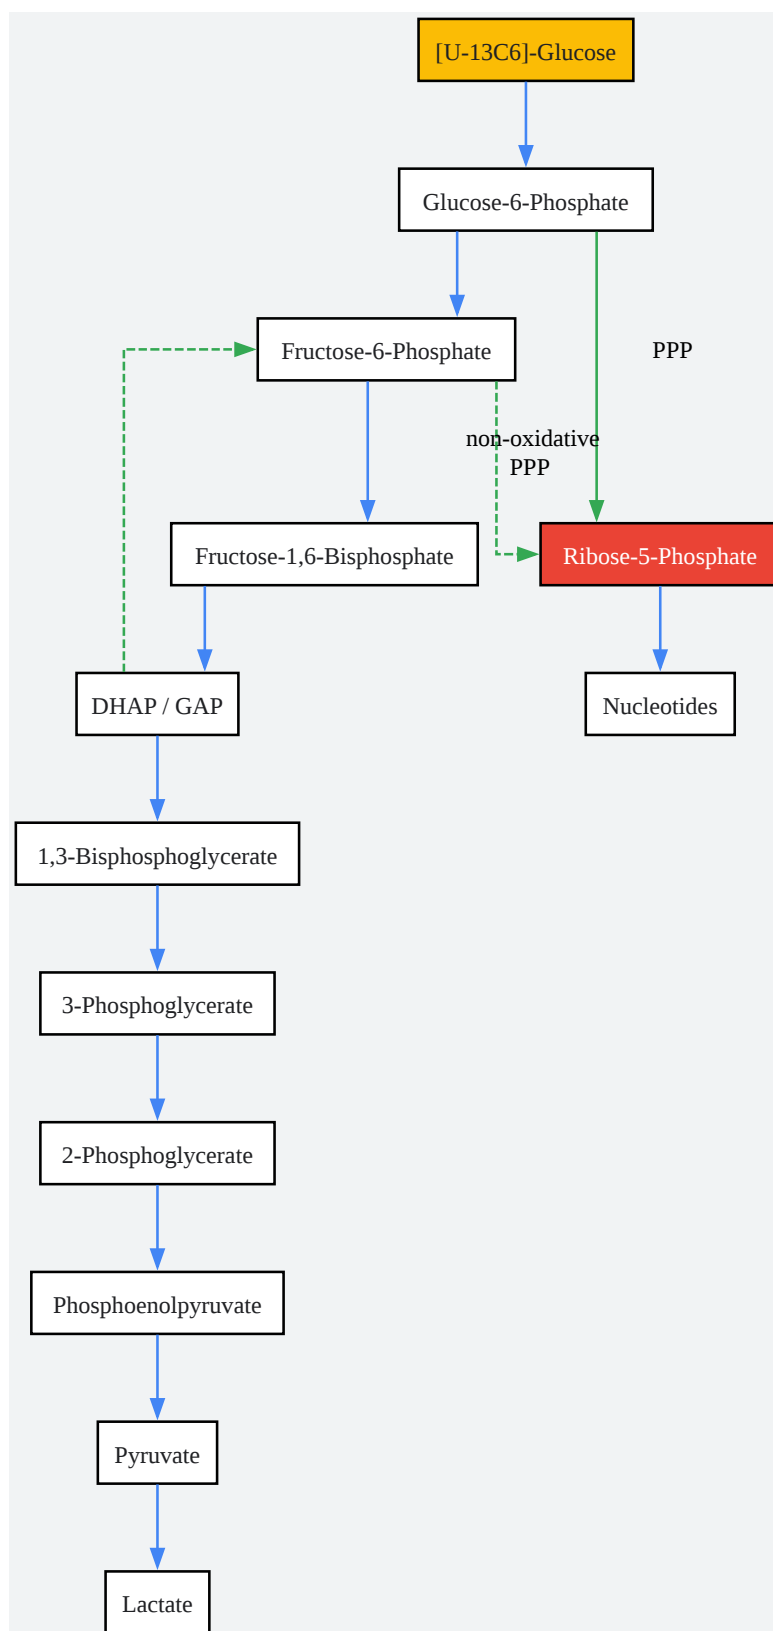 [U-13C6]-Glucose
Glucose-6-Phosphate
Fructose-6-Phosphate
PPP
non-oxidative
PPP
Fructose-1,6-Bisphosphate
Ribose-5-Phosphate
DHAP / GAP
Nucleotides
1,3-Bisphosphoglycerate
3-Phosphoglycerate
2-Phosphoglycerate
Phosphoenolpyruvate
Pyruvate
Lactate